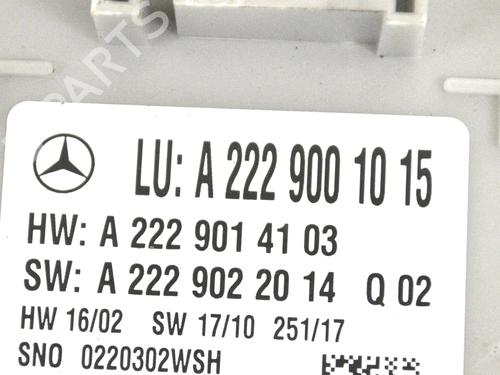 LU: A 222 900 10 15
HW: A 222 901 41 03
SW: A 222 902 20 14 Q 02
HW 16/02 SW 17/10 251/17
SNO 0220302WSH